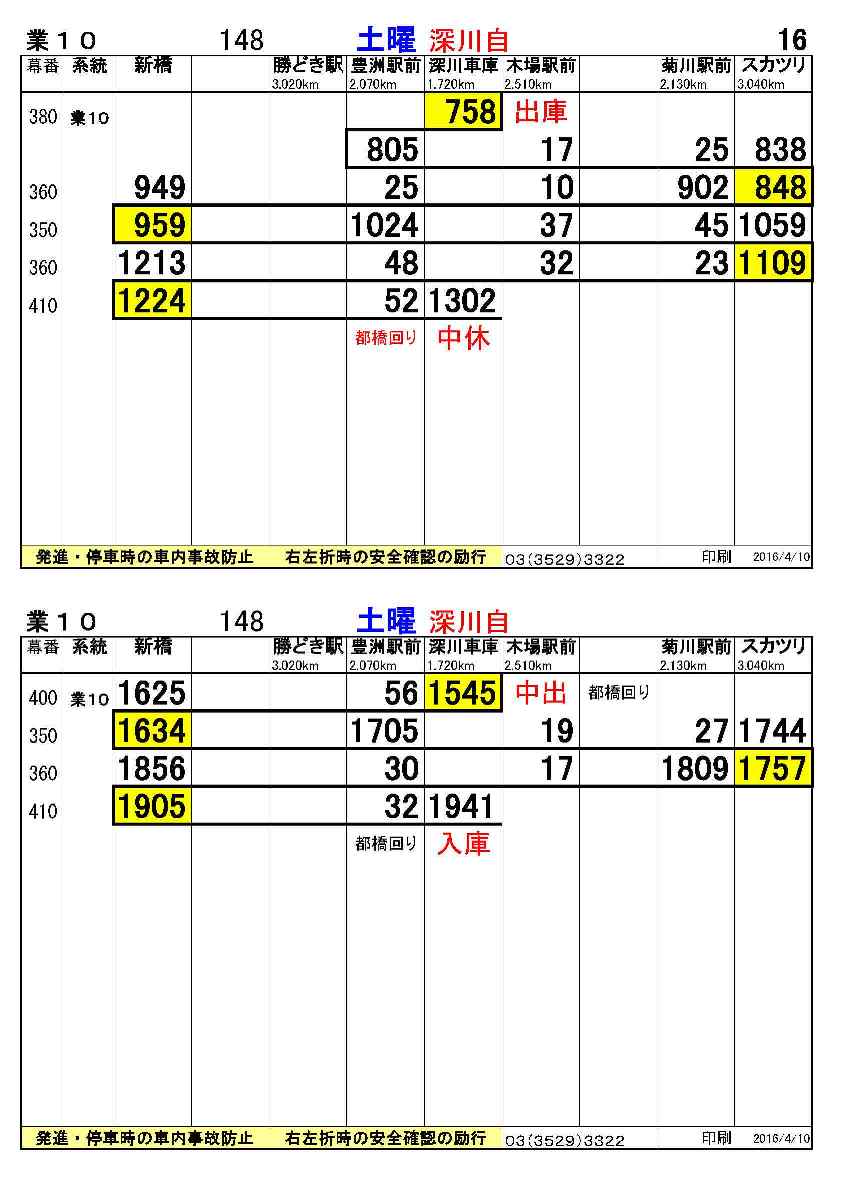 業１０ 148 土曜 深川自 16
幕番 系統 新橋 勝どき駅 豊洲駅前 深川車庫 木場駅前 菊川駅前 スカツリ
3.020km 2.070km 1.720km 2.510km 2.130km 3.040km
380 業10 758 出庫
805 17 25 838
360 949 25 10 902 848
350 959 1024 37 45 1059
360 1213 48 32 23 1109
410 1224 52 1302
都橋回り 中休
発進・停車時の車内事故防止 右左折時の安全確認の励行 03(3529)3322 印刷 2016/4/10
業１０ 148 土曜 深川自
幕番 系統 新橋 勝どき駅 豊洲駅前 深川車庫 木場駅前 菊川駅前 スカツリ
3.020km 2.070km 1.720km 2.510km 2.130km 3.040km
400 業10 1625 56 1545 中出 都橋回り
350 1634 1705 19 27 1744
360 1856 30 17 1809 1757
410 1905 32 1941
都橋回り 入庫
発進・停車時の車内事故防止 右左折時の安全確認の励行 03(3529)3322 印刷 2016/4/10